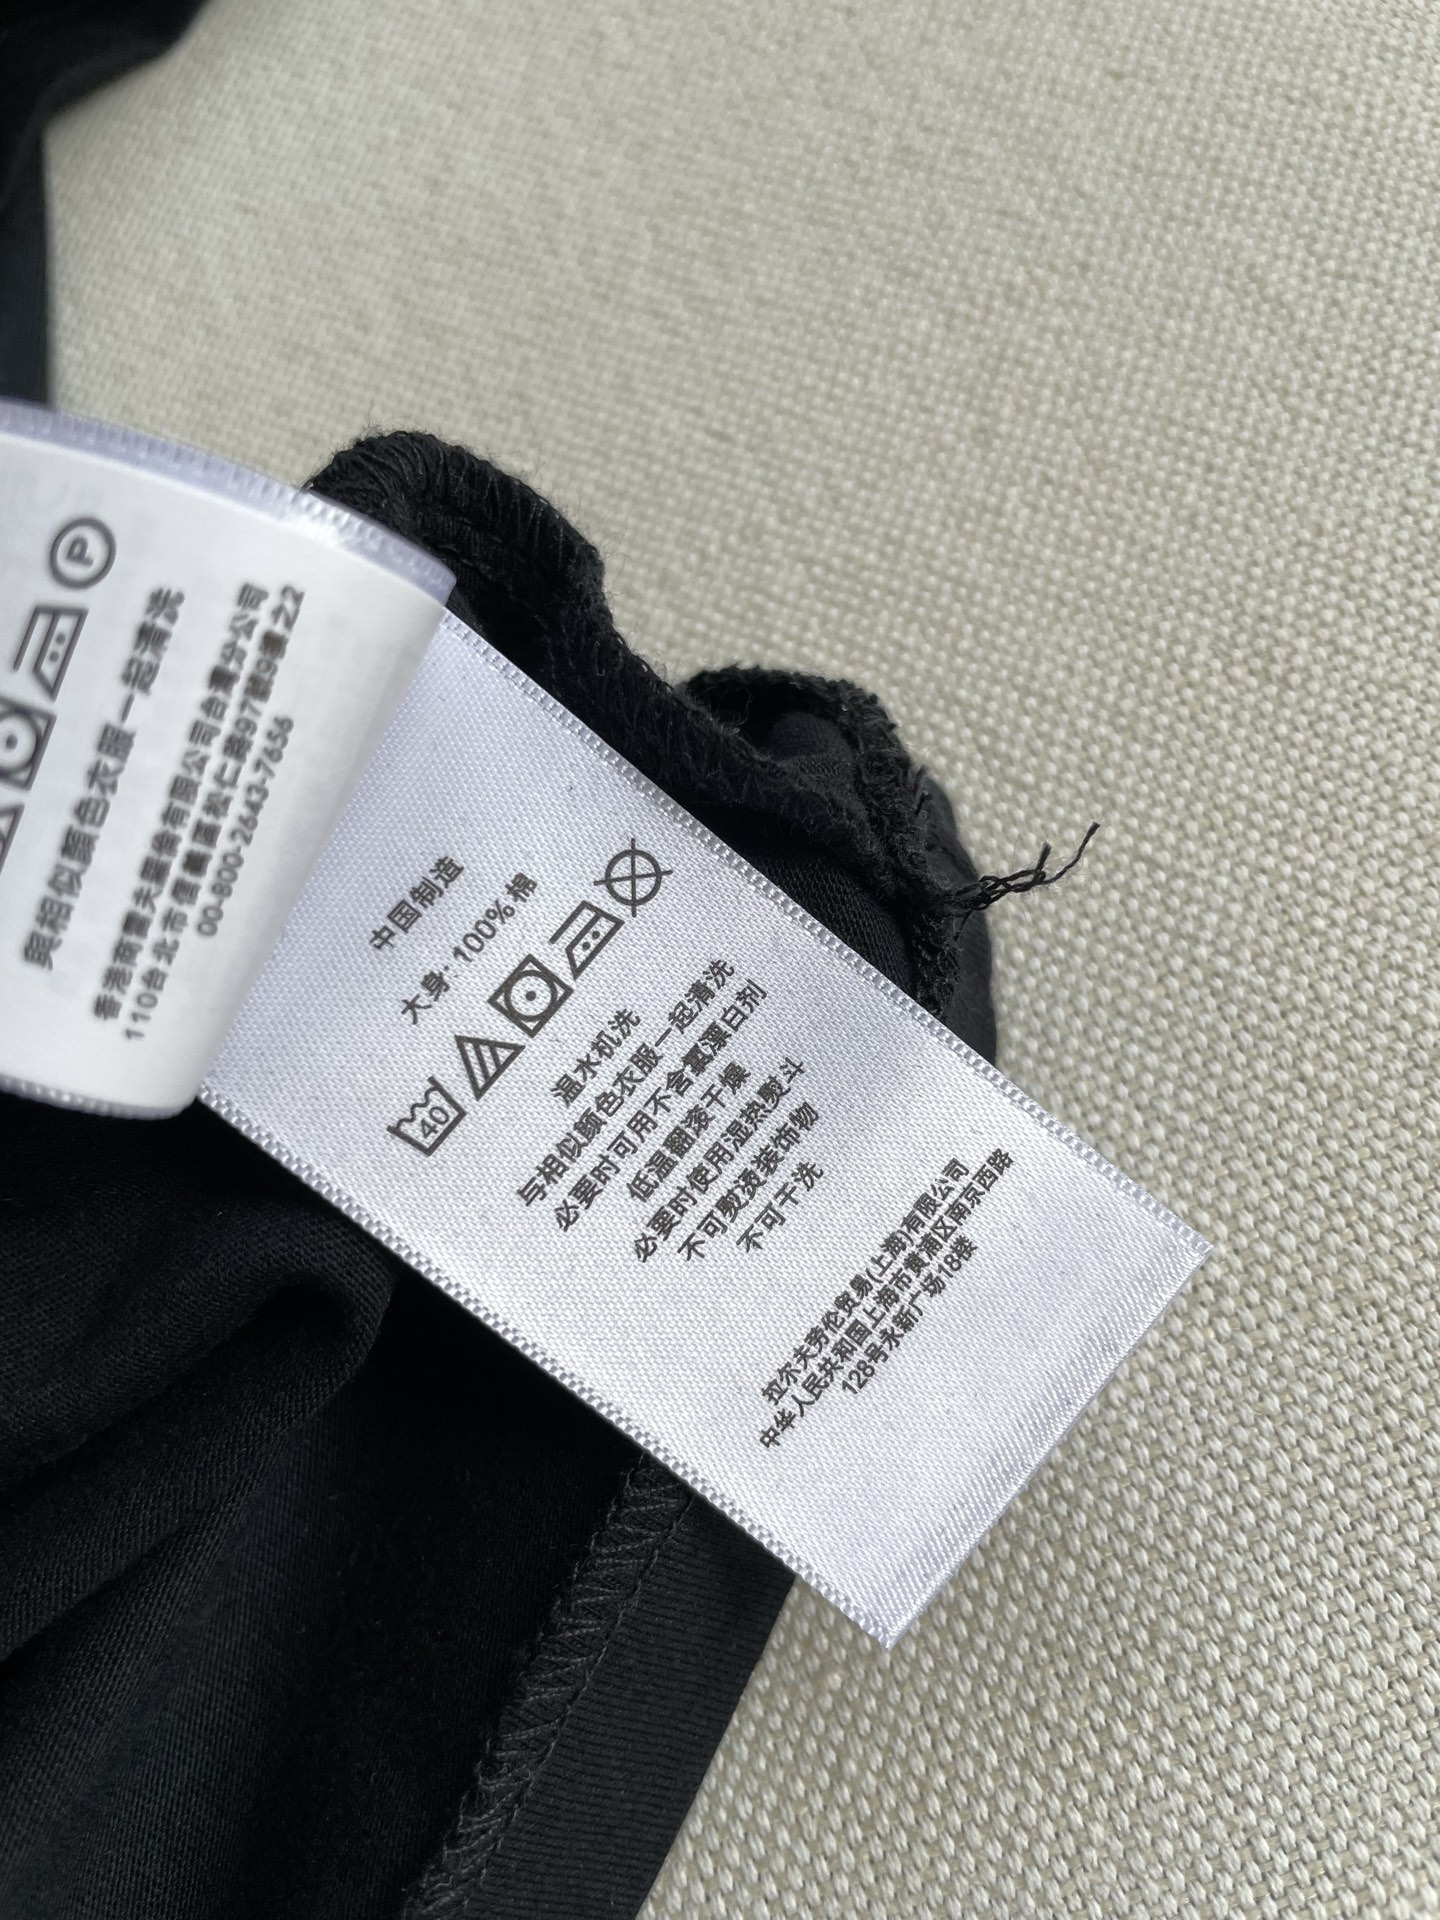 P
與相似顏色衣服一起清洗
香港商霞夫羅倫有限公司台灣分公司
110台北市信義區松仁路97號9樓之2
00-800-2643-7656
中国制造
大身: 100% 棉
40
温水机洗
与相似颜色衣服一起清洗
必要时可用不含氯漂白剂
低温翻滚干燥
必要时使用湿热熨斗
不可熨烫装饰物
不可干洗
拉尔夫劳伦贸易(上海)有限公司
中华人民共和国上海市黄浦区南京西路
128号永新广场18楼